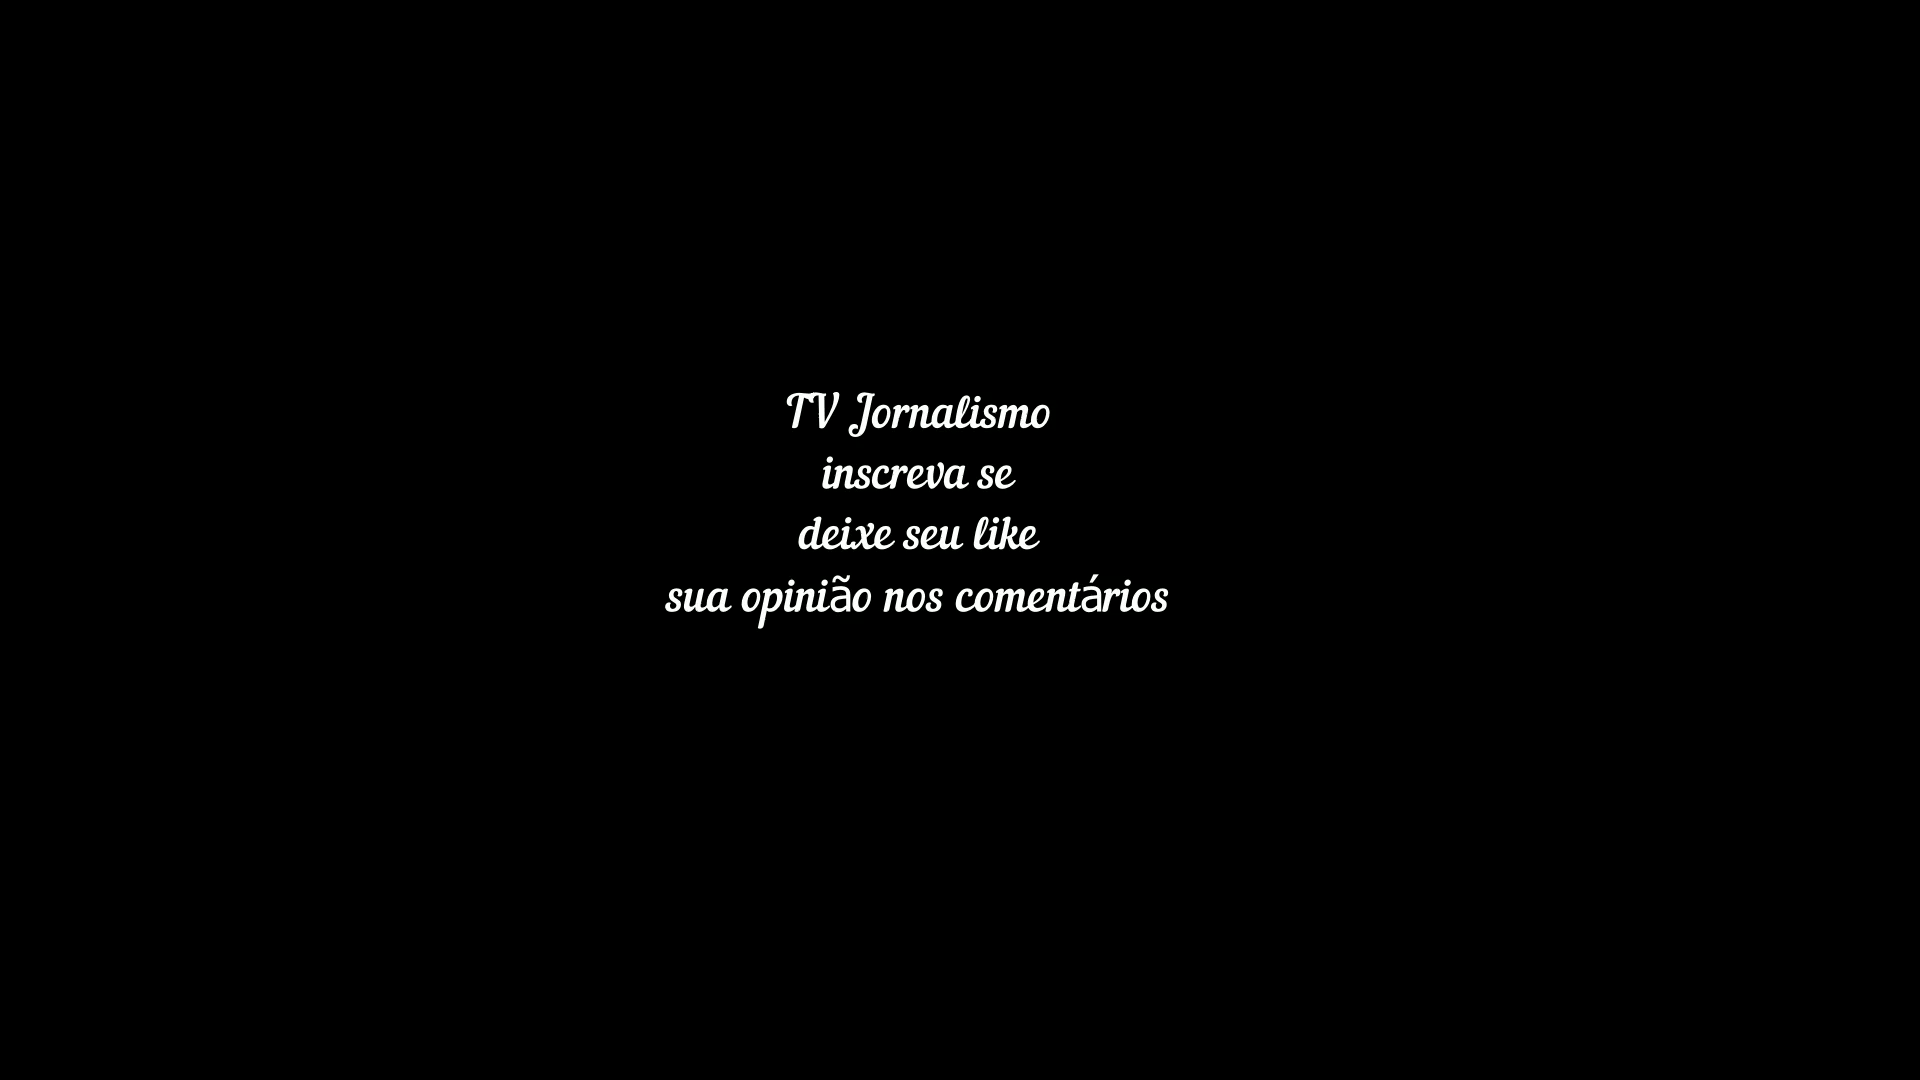 TV Jornalismo
inscreva se
deixe seu like
sua opinião nos comentários